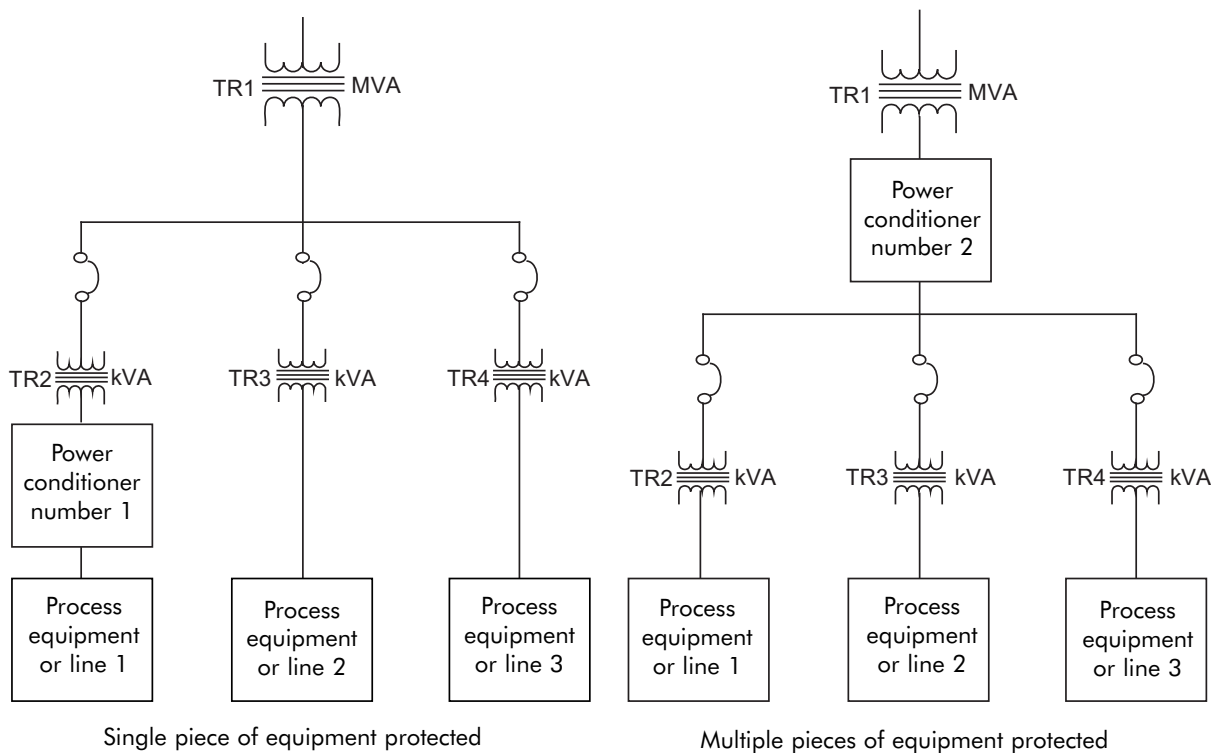 TR1 MVA
TR2 kVA
TR3 kVA
TR4 kVA
Power
conditioner
number 1
Process
equipment
or line 1
Process
equipment
or line 2
Process
equipment
or line 3
Single piece of equipment protected
TR1 MVA
Power
conditioner
number 2
TR2 kVA
TR3 kVA
TR4 kVA
Process
equipment
or line 1
Process
equipment
or line 2
Process
equipment
or line 3
Multiple pieces of equipment protected